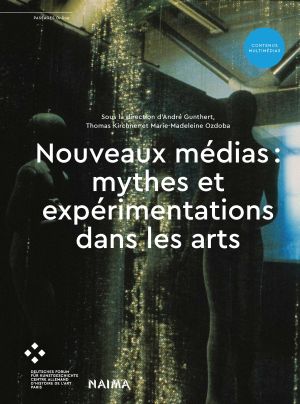 PASSAGES ONLINE
CONTENUS
MULTIMÉDIAS
Sous la direction d'André Gunthert,
Thomas Kirchner et Marie-Madeleine Ozdoba
Nouveaux médias :
mythes et
expérimentations
dans les arts
DEUTSCHES FORUM
FÜR KUNSTGESCHICHTE
CENTRE ALLEMAND
D'HISTOIRE DE L'ART
PARIS
NAIMA